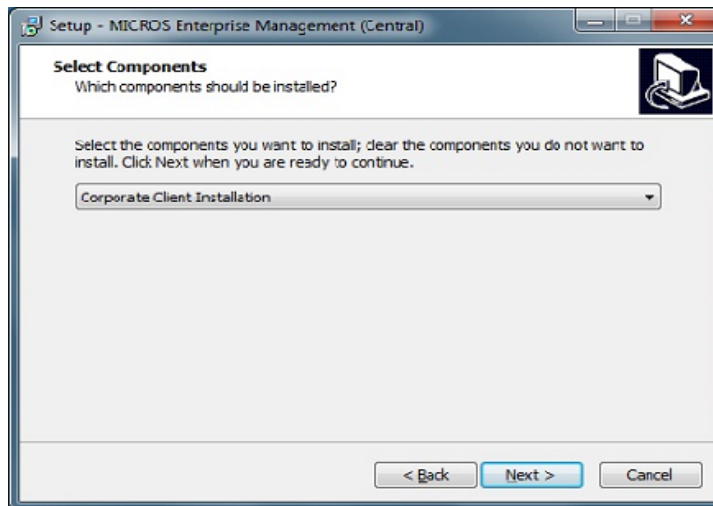 Setup - MICROS Enterprise Management (Central)
Select Components
Which components should be installed?
Select the components you want to install; clear the components you do not want to
install. Click Next when you are ready to continue.
Corporate Client Installation
< Back
Next >
Cancel